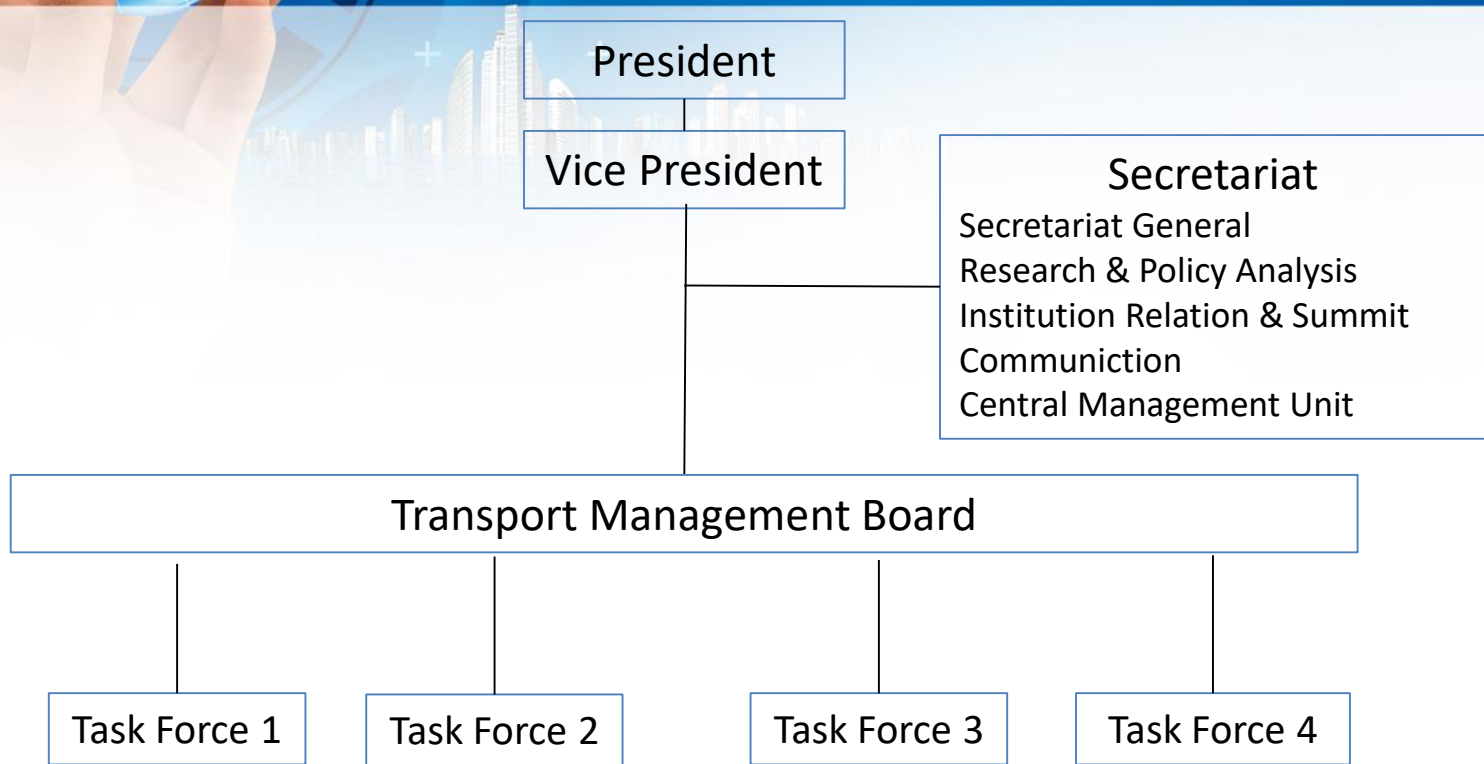 President
Vice President
Secretariat
Secretariat General
Research & Policy Analysis
Institution Relation & Summit
Communiction
Central Management Unit
Transport Management Board
Task Force 1
Task Force 2
Task Force 3
Task Force 4